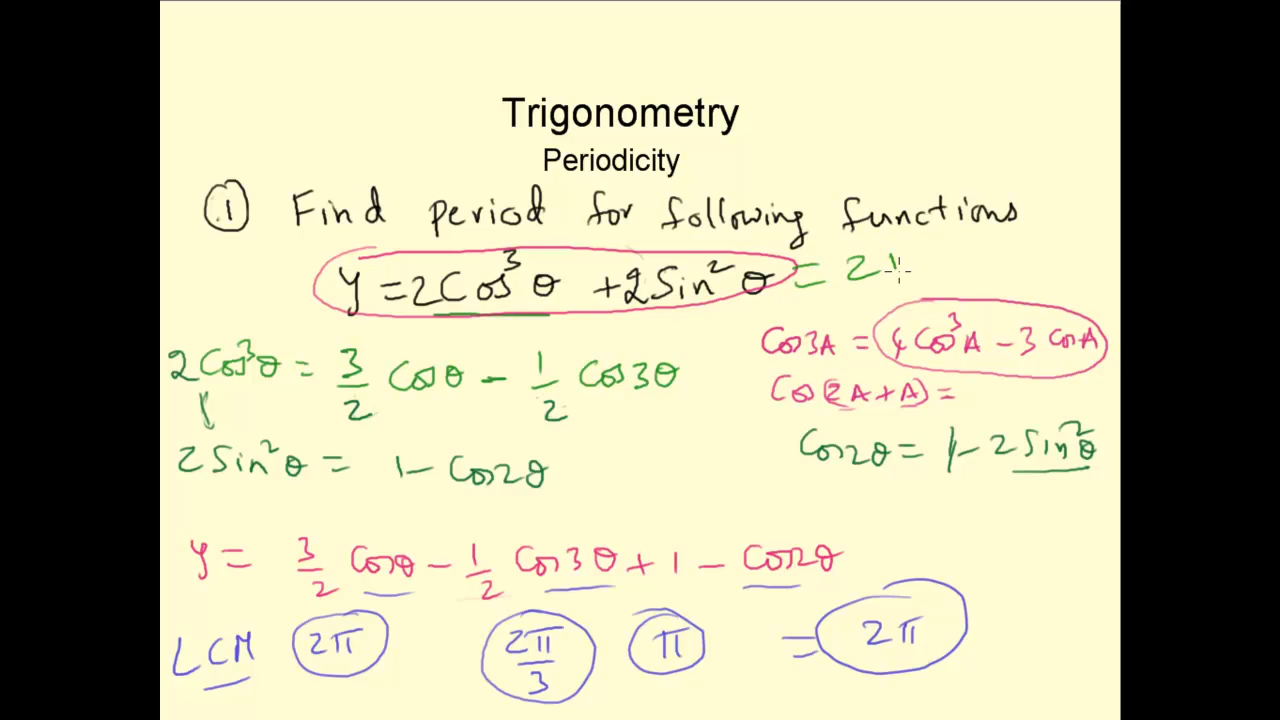 Trigonometry
Periodicity
① Find period for following functions
y = 2Cos³θ + 2Sin²θ = 2
Cos3A = 4Cos³A − 3 CosA
2Cos³θ = 3/2 Cosθ − 1/2 Cos3θ
Cos(2A + A) =
Cos2θ = 1 − 2Sin²θ
2Sin²θ = 1 − Cos2θ
y = 3/2 Cosθ − 1/2 Cos3θ + 1 − Cos2θ
LCM 2π 2π/3 π = 2π